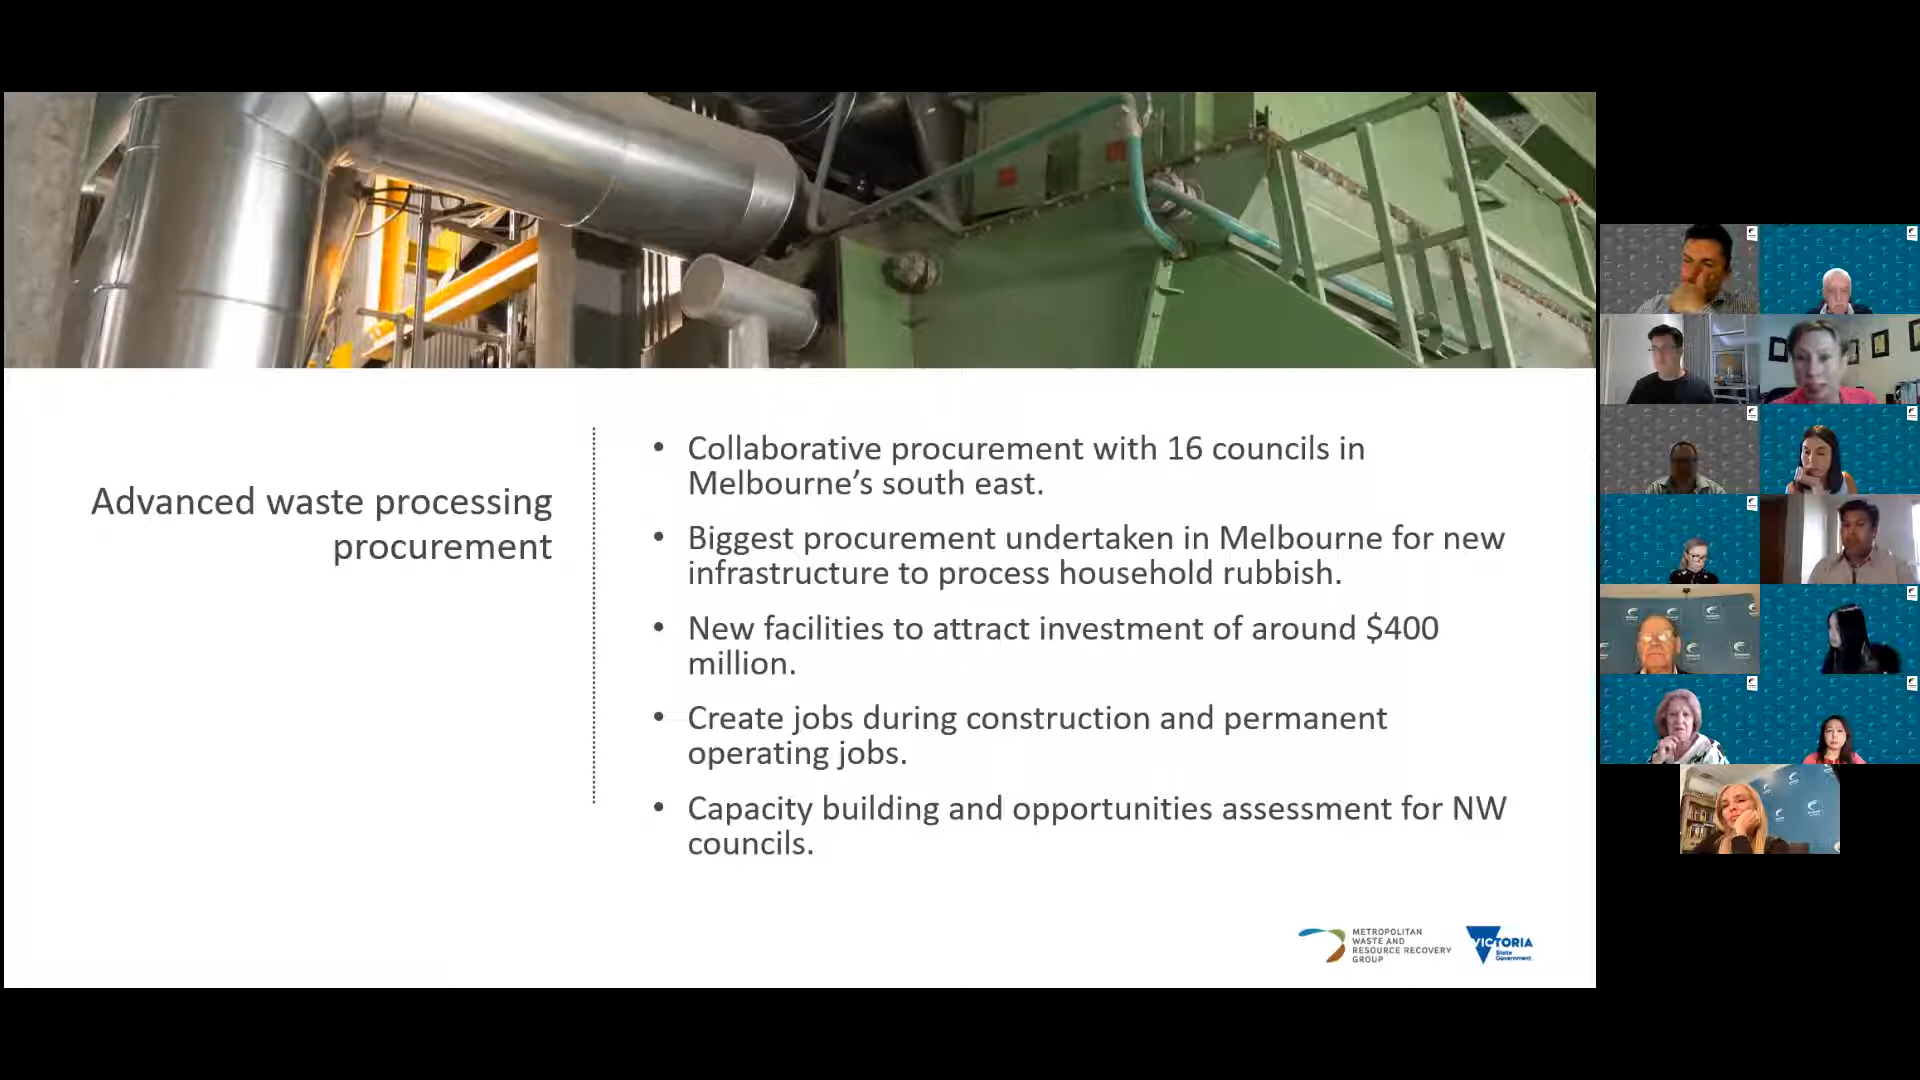 Advanced waste processing
procurement
• Collaborative procurement with 16 councils in
Melbourne’s south east.
• Biggest procurement undertaken in Melbourne for new
infrastructure to process household rubbish.
• New facilities to attract investment of around $400
million.
• Create jobs during construction and permanent
operating jobs.
• Capacity building and opportunities assessment for NW
councils.
METROPOLITAN
WASTE AND
RESOURCE RECOVERY
GROUP
VICTORIA
State
Government